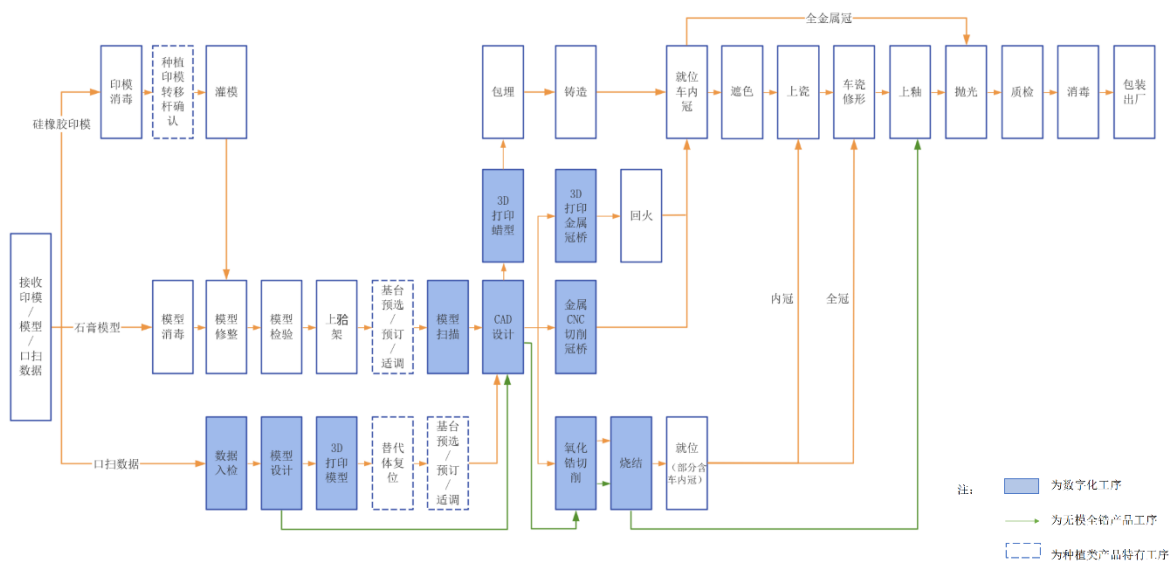 全金属冠
印模
消毒
种植
印模
转移
杆确
认
灌模
包埋
铸造
就位
车内
冠
遮色
上瓷
车瓷
修形
上釉
抛光
质检
消毒
包装
出厂
硅橡胶印模
3D
打印
蜡型
3D
打印
金属
冠桥
回火
接收
印模
/
模型
/
口扫
数据
石膏模型
模型
消毒
模型
修整
模型
检验
上𬌗
架
基台
预选
/
预订
/
适调
模型
扫描
CAD
设计
金属
CNC
切削
冠桥
内冠
全冠
口扫数据
数据
入检
模型
设计
3D
打印
模型
替代
体复
位
基台
预选
/
预订
/
适调
氧化
锆切
削
烧结
就位
(部分含
车内冠)
注:
为数字化工序
为无模全锆产品工序
为种植类产品特有工序